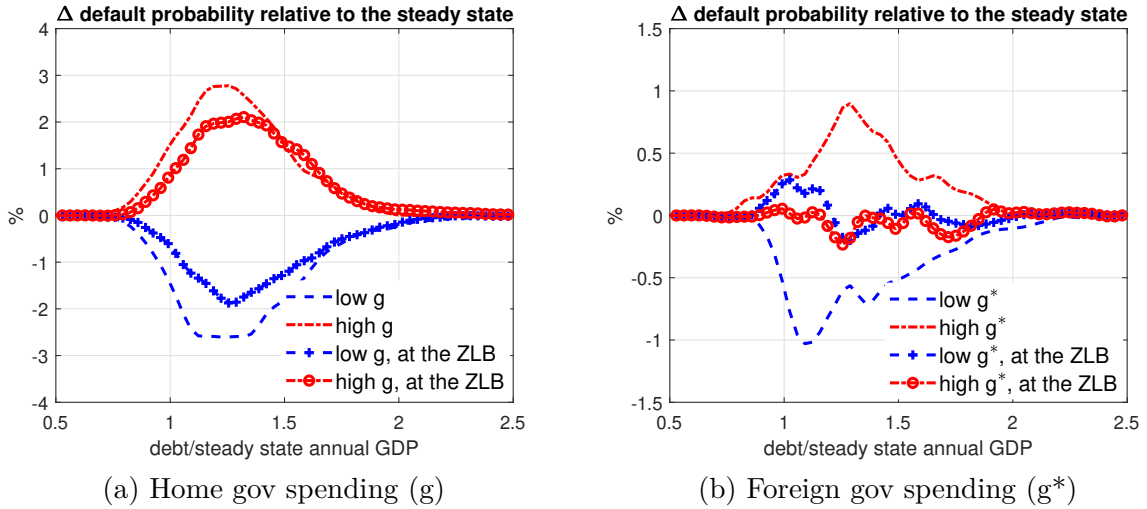 Δ default probability relative to the steady state
4
3
2
1
0
-1
-2
-3
-4
%
low g
high g
low g, at the ZLB
high g, at the ZLB
0.5 1 1.5 2 2.5
debt/steady state annual GDP
(a) Home gov spending (g)
Δ default probability relative to the steady state
1.5
1
0.5
0
-0.5
-1
-1.5
%
low g*
high g*
low g*, at the ZLB
high g*, at the ZLB
1 1.5 2 2.5
debt/steady state annual GDP
(b) Foreign gov spending (g*)